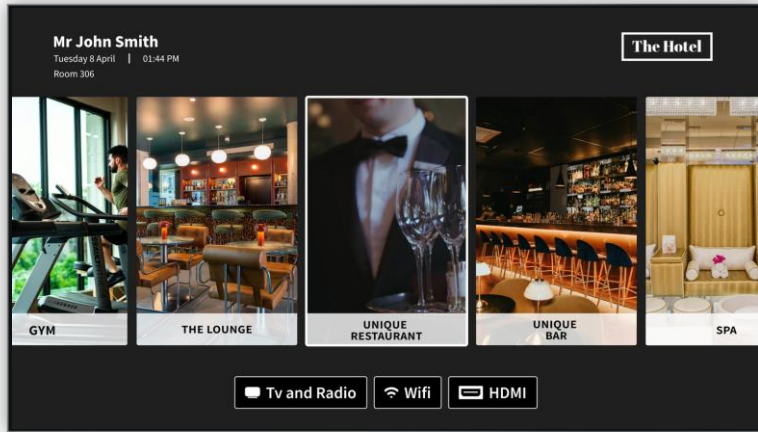 Mr John Smith
Tuesday 8 April | 01:44 PM
Room 306
The Hotel
GYM
THE LOUNGE
UNIQUE
RESTAURANT
UNIQUE
BAR
SPA
Tv and Radio
Wifi
HDMI